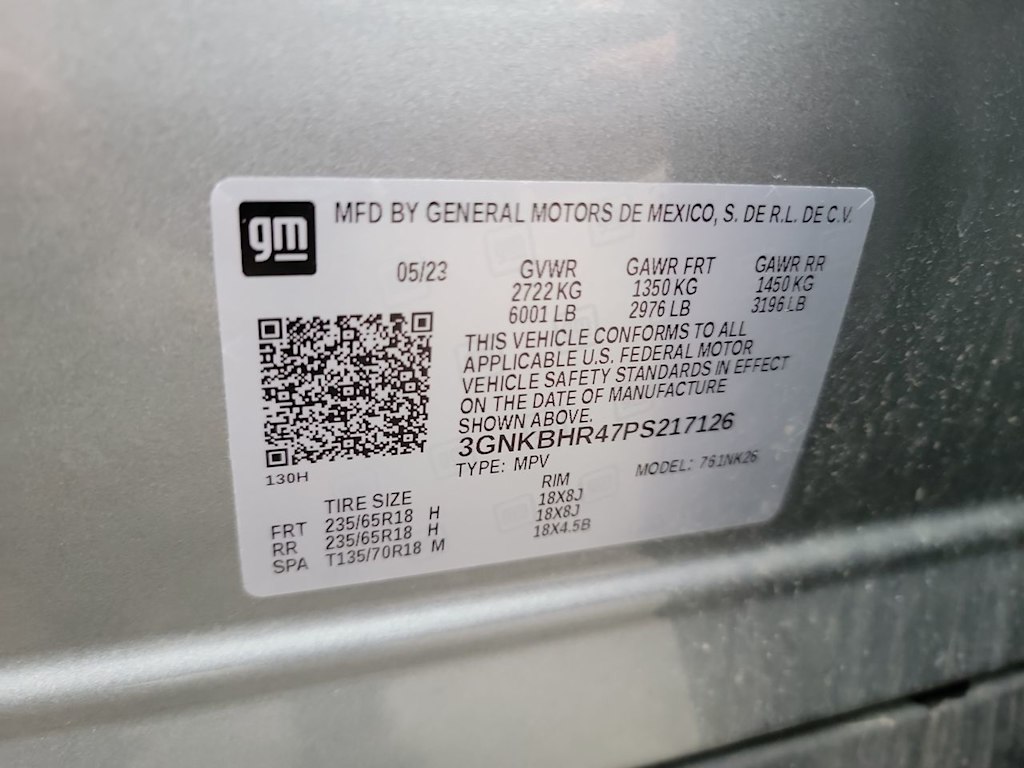 gm
MFD BY GENERAL MOTORS DE MEXICO, S. DE R.L. DE C.V.
05/23 GVWR GAWR FRT GAWR RR
2722 KG 1350 KG 1450 KG
6001 LB 2976 LB 3196 LB
THIS VEHICLE CONFORMS TO ALL
APPLICABLE U.S. FEDERAL MOTOR
VEHICLE SAFETY STANDARDS IN EFFECT
ON THE DATE OF MANUFACTURE
SHOWN ABOVE.
3GNKBHR47PS217126
TYPE: MPV MODEL: 761NK26
130H
TIRE SIZE RIM
FRT 235/65R18 H 18X8J
RR 235/65R18 H 18X8J
SPA T135/70R18 M 18X4.5B